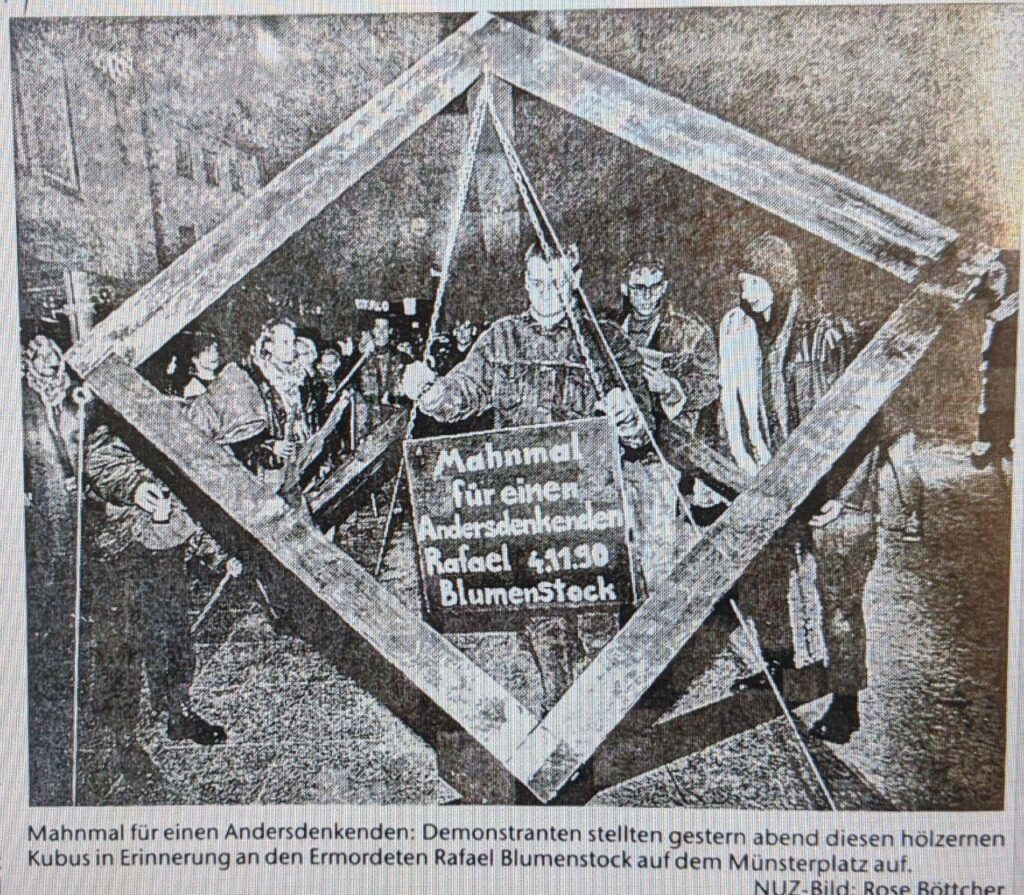 Mahnmal
für einen
Andersdenkenden
Rafael 4.11.90
Blumenstock
Mahnmal für einen Andersdenkenden: Demonstranten stellten gestern abend diesen hölzernen
Kubus in Erinnerung an den Ermordeten Rafael Blumenstock auf dem Münsterplatz auf.
NUZ-Bild: Rose Böttcher